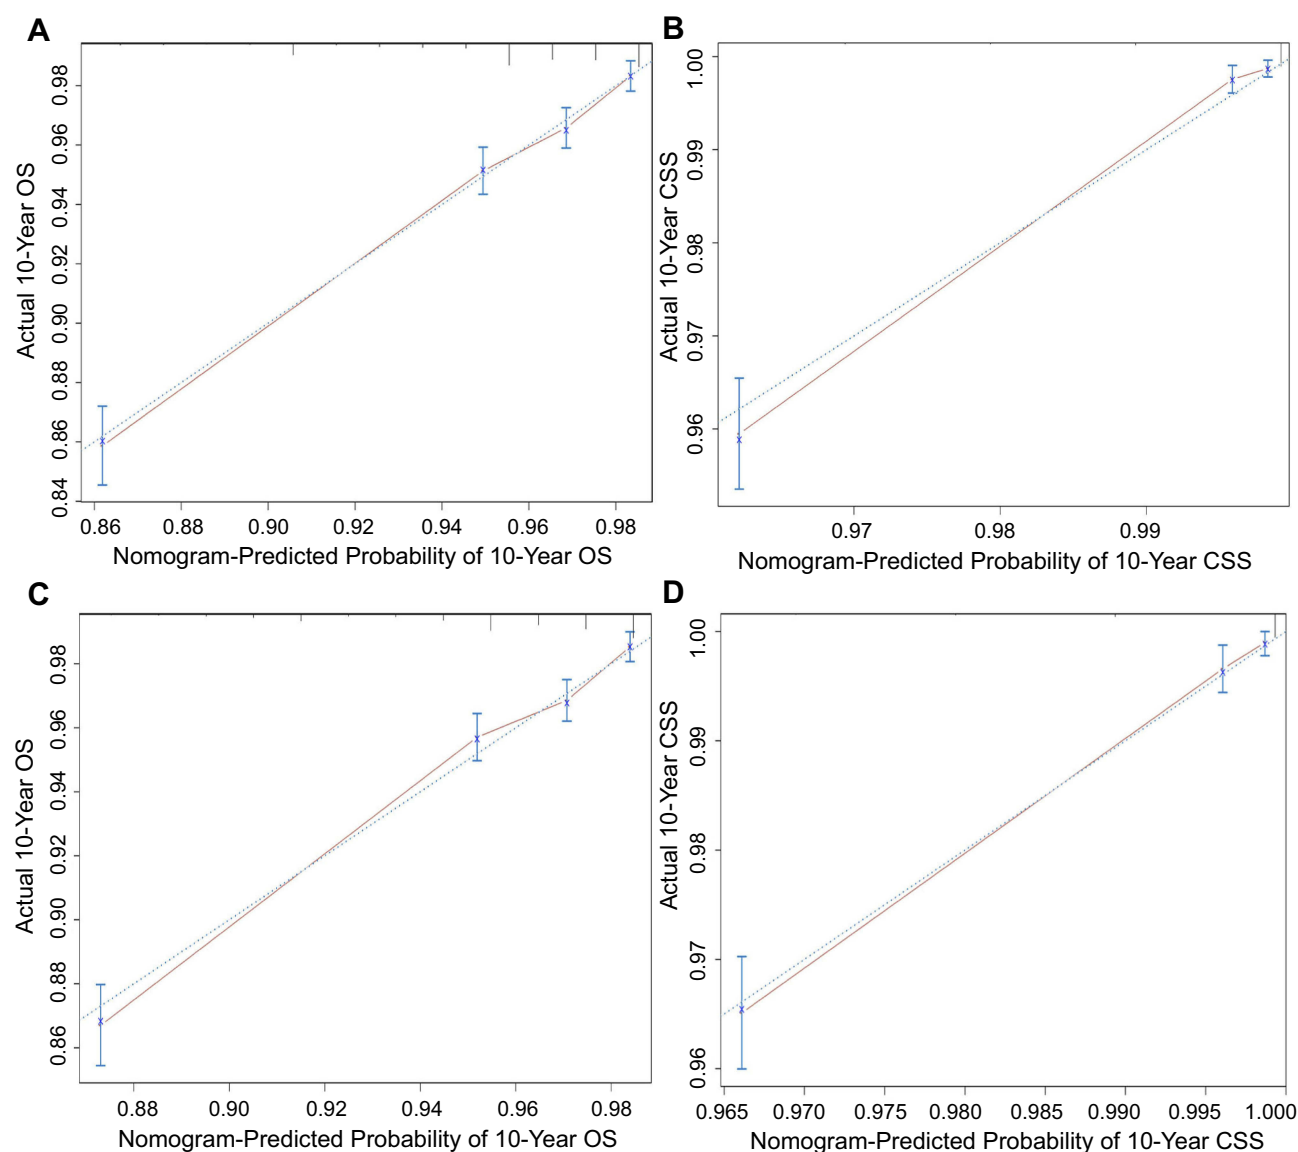 A
0.98
0.96
0.94
0.92
0.90
0.88
0.86
0.84
Actual 10-Year OS
0.86 0.88 0.90 0.92 0.94 0.96 0.98
Nomogram-Predicted Probability of 10-Year OS
B
1.00
0.99
0.98
0.97
0.96
Actual 10-Year CSS
0.97 0.98 0.99
Nomogram-Predicted Probability of 10-Year CSS
C
0.98
0.96
0.94
0.92
0.90
0.88
0.86
Actual 10-Year OS
0.88 0.90 0.92 0.94 0.96 0.98
Nomogram-Predicted Probability of 10-Year OS
D
1.00
0.99
0.98
0.97
0.96
Actual 10-Year CSS
0.965 0.970 0.975 0.980 0.985 0.990 0.995 1.000
Nomogram-Predicted Probability of 10-Year CSS